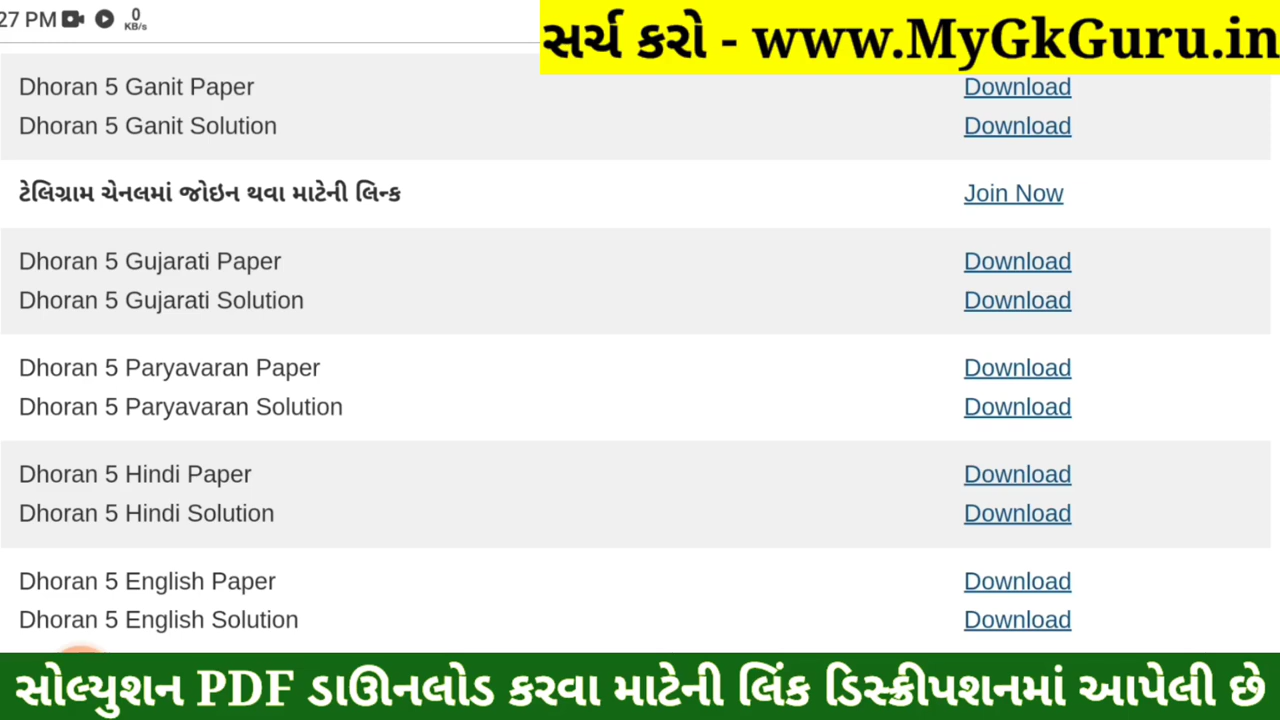 27 PM 0 KB/s
સર્ચ કરો - www.MyGkGuru.in
Dhoran 5 Ganit Paper Download
Dhoran 5 Ganit Solution Download
ટેલિગ્રામ ચેનલમાં જોઇન થવા માટેની લિન્ક Join Now
Dhoran 5 Gujarati Paper Download
Dhoran 5 Gujarati Solution Download
Dhoran 5 Paryavaran Paper Download
Dhoran 5 Paryavaran Solution Download
Dhoran 5 Hindi Paper Download
Dhoran 5 Hindi Solution Download
Dhoran 5 English Paper Download
Dhoran 5 English Solution Download
સોલ્યુશન PDF ડાઊનલોડ કરવા માટેની લિંક ડિસ્ક્રીપશનમાં આપેલી છે